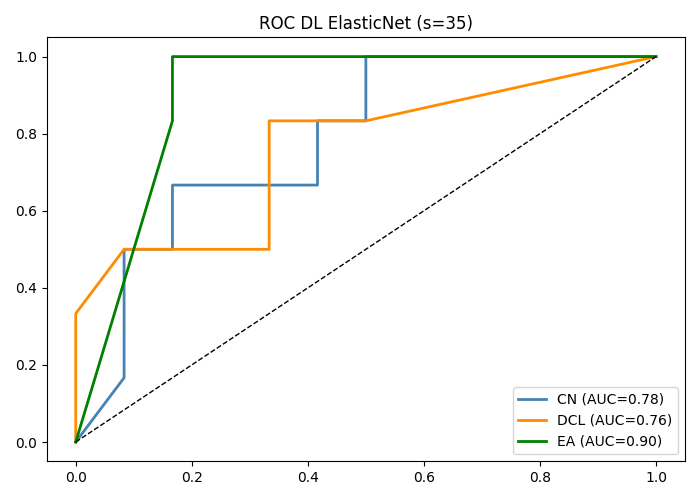 ROC DL ElasticNet (s=35)
1.0
0.8
0.6
0.4
0.2
0.0
0.0 0.2 0.4 0.6 0.8 1.0
CN (AUC=0.78)
DCL (AUC=0.76)
EA (AUC=0.90)